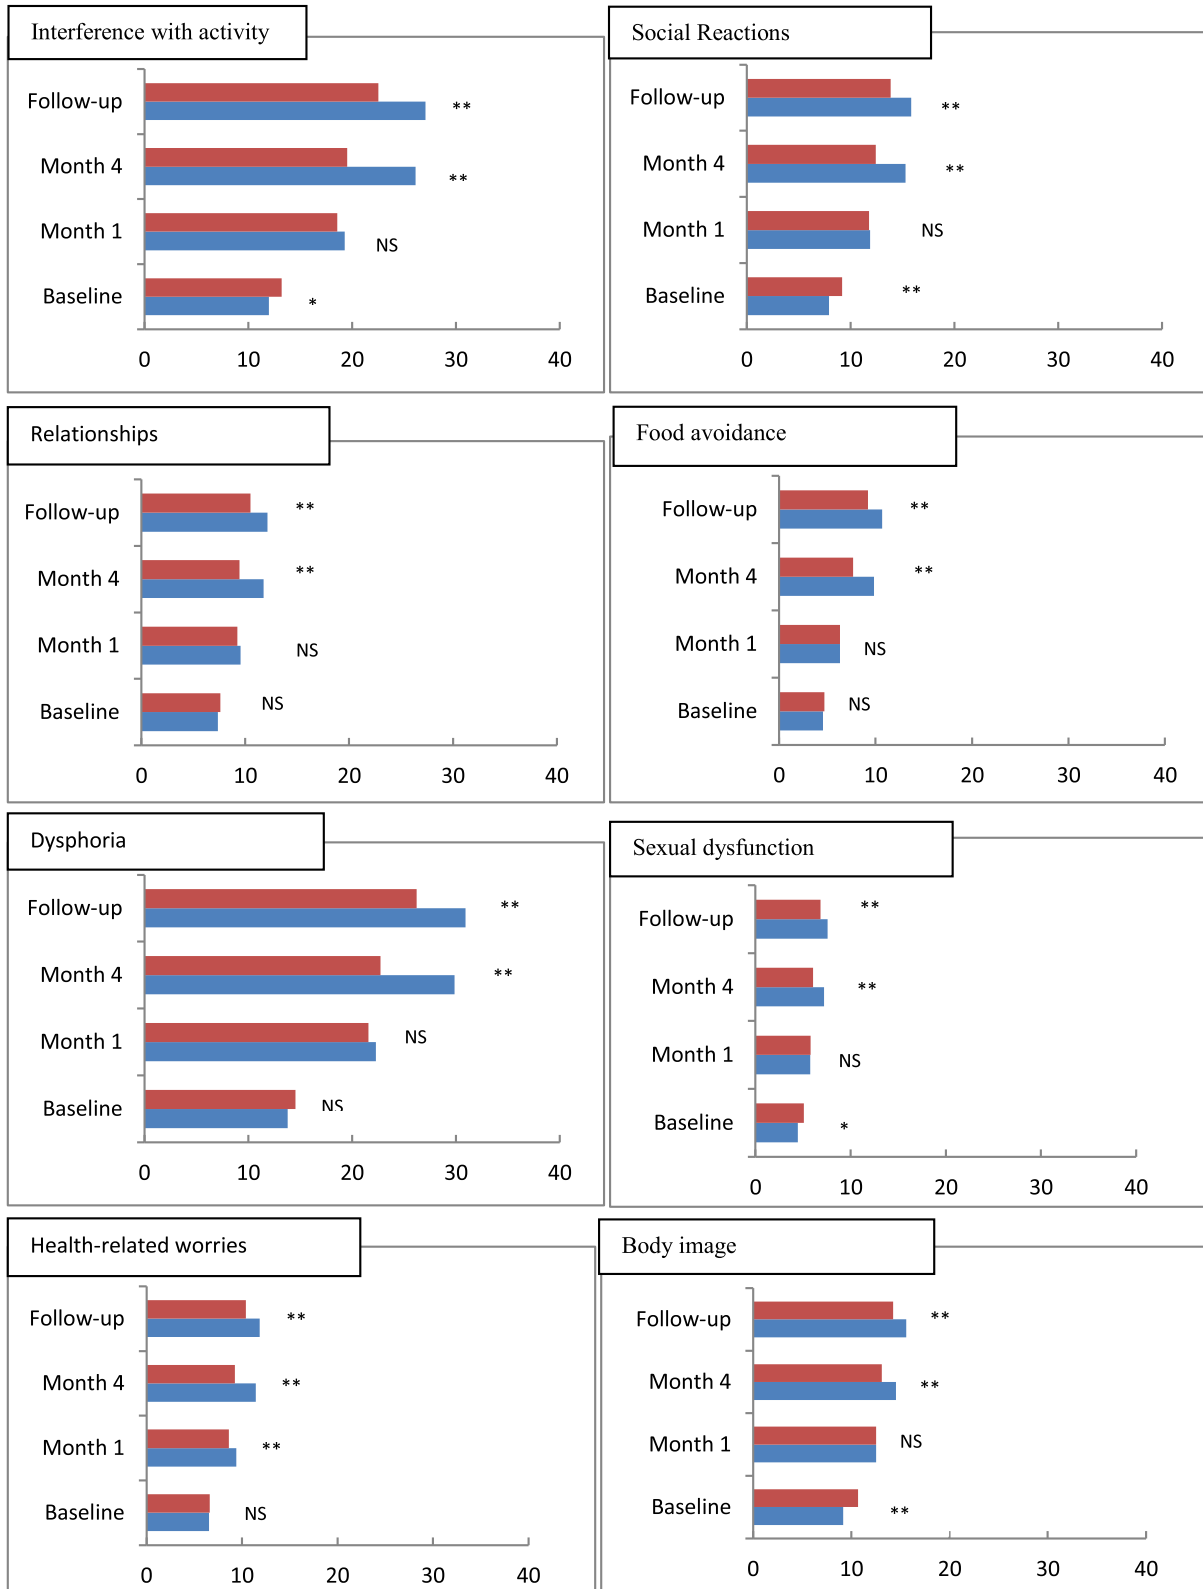 Interference with activity
Follow-up
**
Month 4
**
Month 1
NS
Baseline
*
0 10 20 30 40
Social Reactions
Follow-up
**
Month 4
**
Month 1
NS
Baseline
**
0 10 20 30 40
Relationships
Follow-up
**
Month 4
**
Month 1
NS
Baseline
NS
0 10 20 30 40
Food avoidance
Follow-up
**
Month 4
**
Month 1
NS
Baseline
NS
0 10 20 30 40
Dysphoria
Follow-up
**
Month 4
**
Month 1
NS
Baseline
NS
0 10 20 30 40
Sexual dysfunction
Follow-up
**
Month 4
**
Month 1
NS
Baseline
*
0 10 20 30 40
Health-related worries
Follow-up
**
Month 4
**
Month 1
**
Baseline
NS
0 10 20 30 40
Body image
Follow-up
**
Month 4
**
Month 1
NS
Baseline
**
0 10 20 30 40